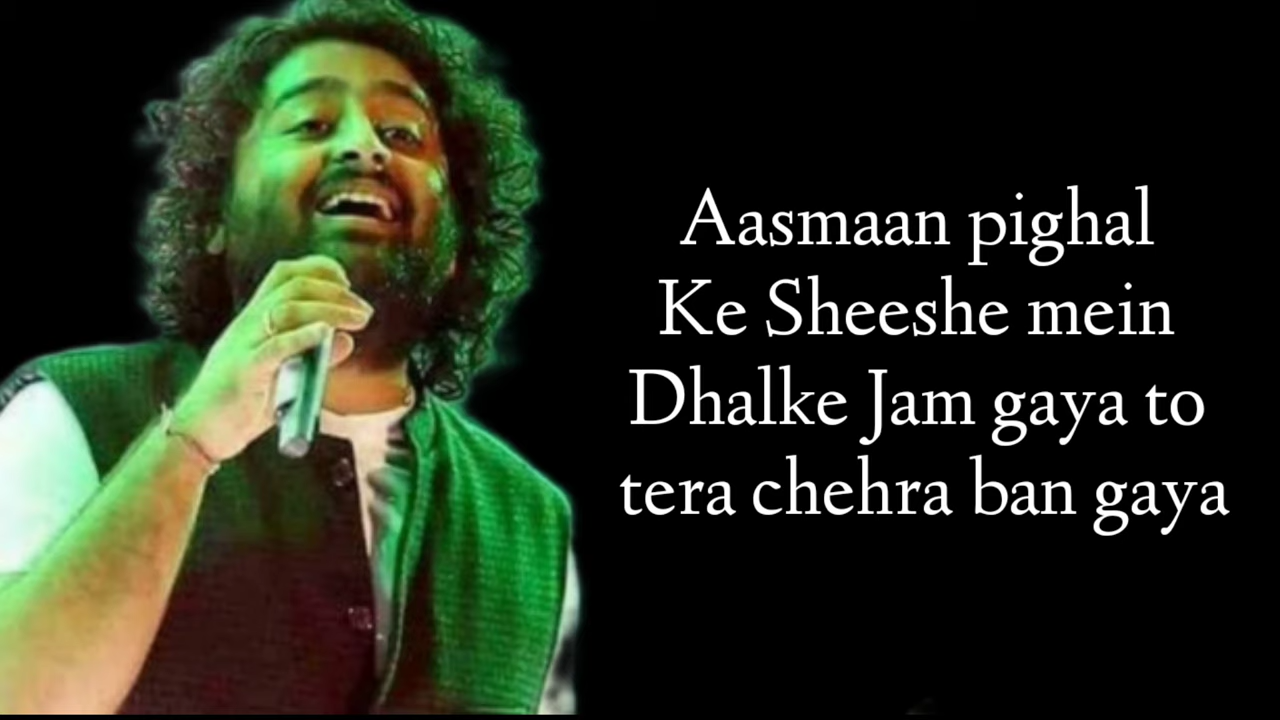 Aasmaan pighal
Ke Sheeshe mein
Dhalke Jam gaya to
tera chehra ban gaya